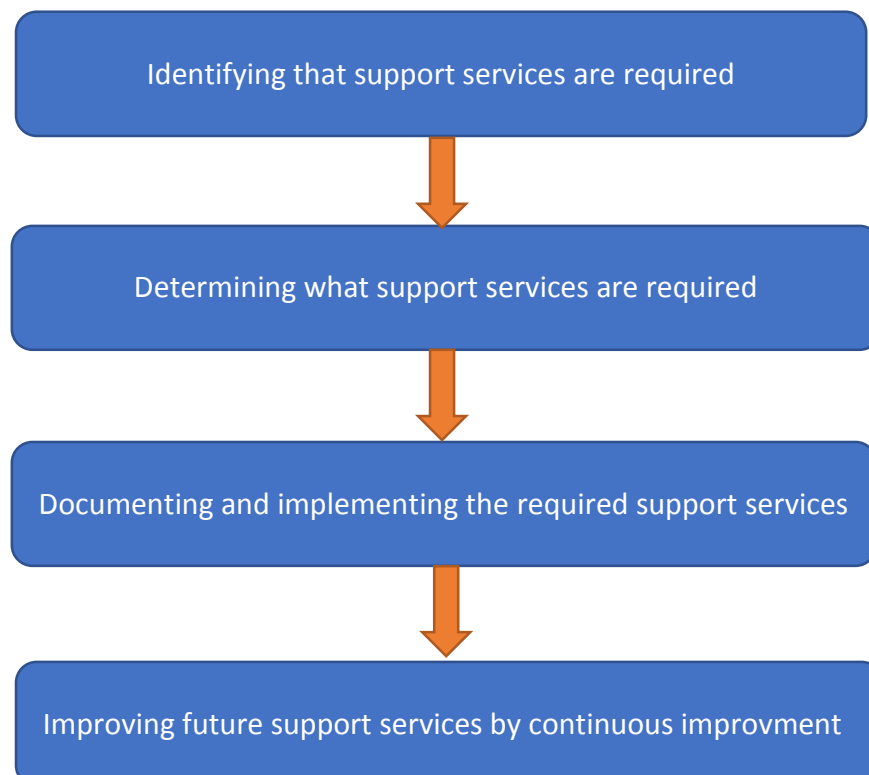 Identifying that support services are required
Determining what support services are required
Documenting and implementing the required support services
Improving future support services by continuous improvment